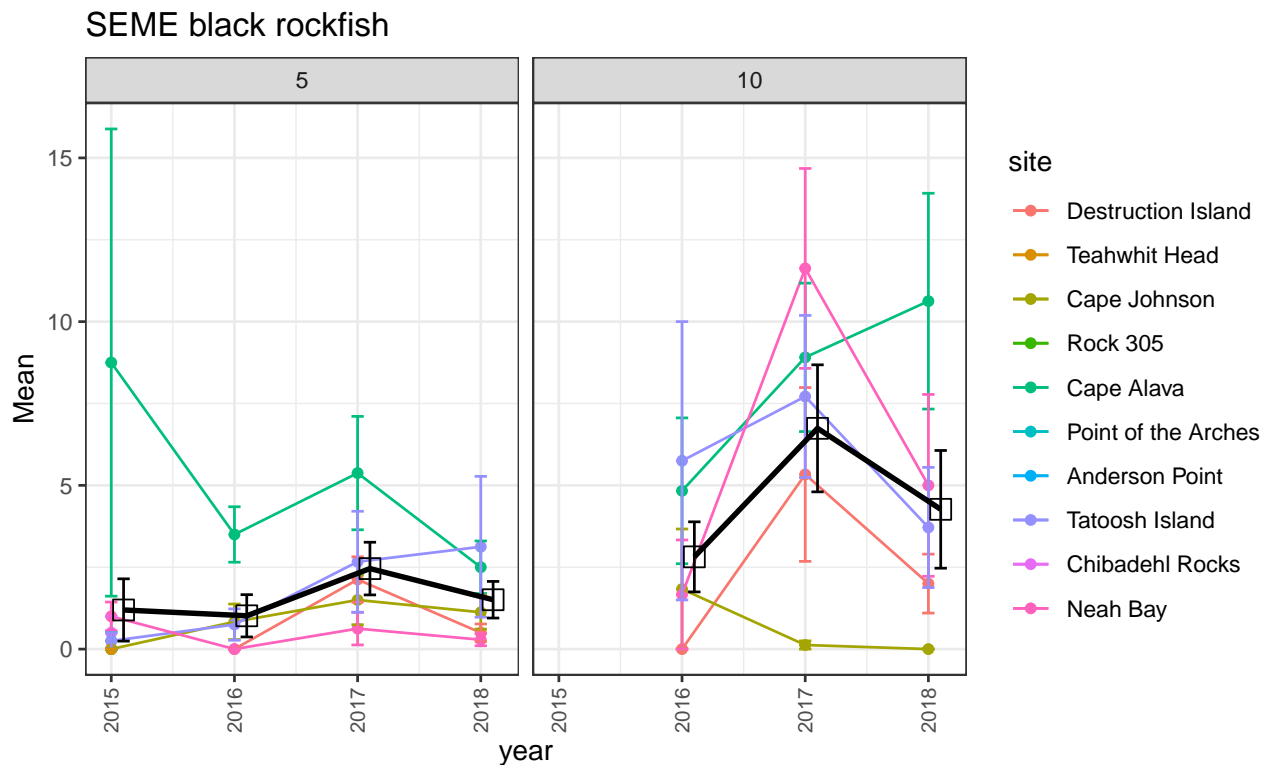 SEME black rockfish
5
10
15
10
5
0
Mean
2015
2016
2017
2018
2015
2016
2017
2018
year
site
Destruction Island
Teahwhit Head
Cape Johnson
Rock 305
Cape Alava
Point of the Arches
Anderson Point
Tatoosh Island
Chibadehl Rocks
Neah Bay